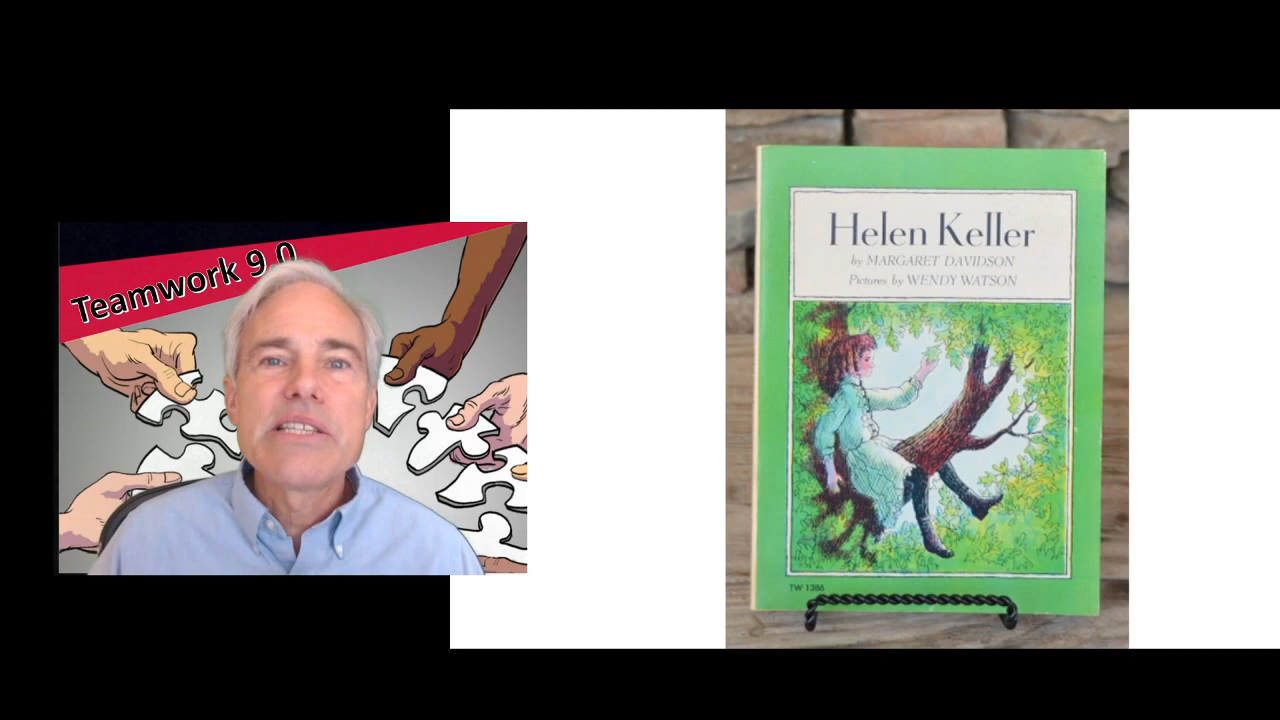 Teamwork 9.0
Helen Keller
by MARGARET DAVIDSON
Pictures by WENDY WATSON
TW 1386